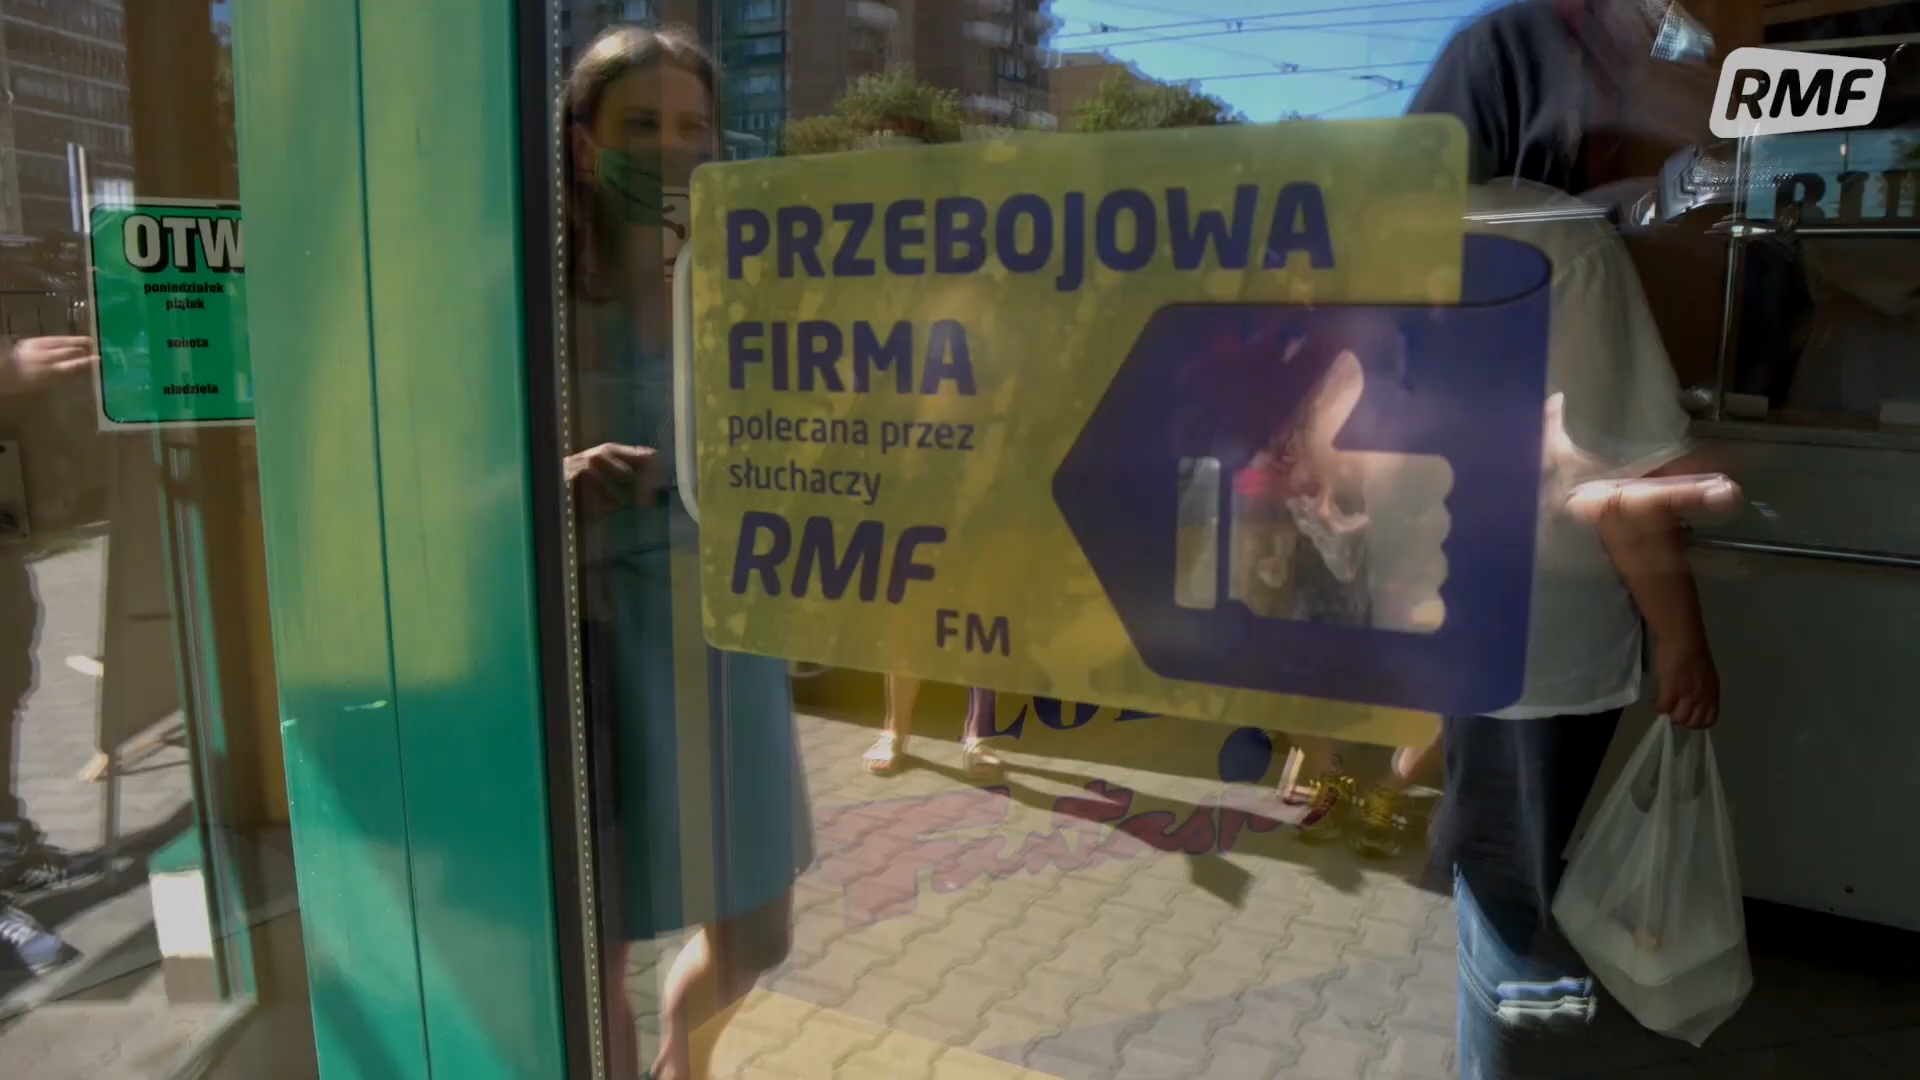 RMF
OTW
poniedziałek
piątek
sobota
niedziela
PRZEBOJOWA
FIRMA
polecana przez
słuchaczy
RMF
FM